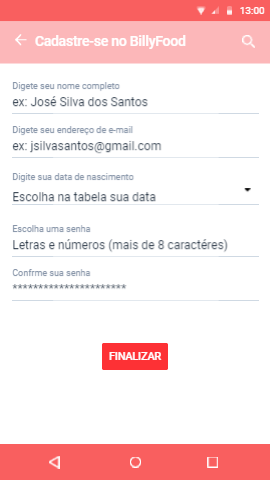 13:00
Cadastre-se no BillyFood
Digete seu nome completo
ex: José Silva dos Santos
Digete seu endereço de e-mail
ex: jsilvasantos@gmail.com
Digite sua data de nascimento
Escolha na tabela sua data
Escolha uma senha
Letras e números (mais de 8 caractéres)
Confrme sua senha
**********************
FINALIZAR